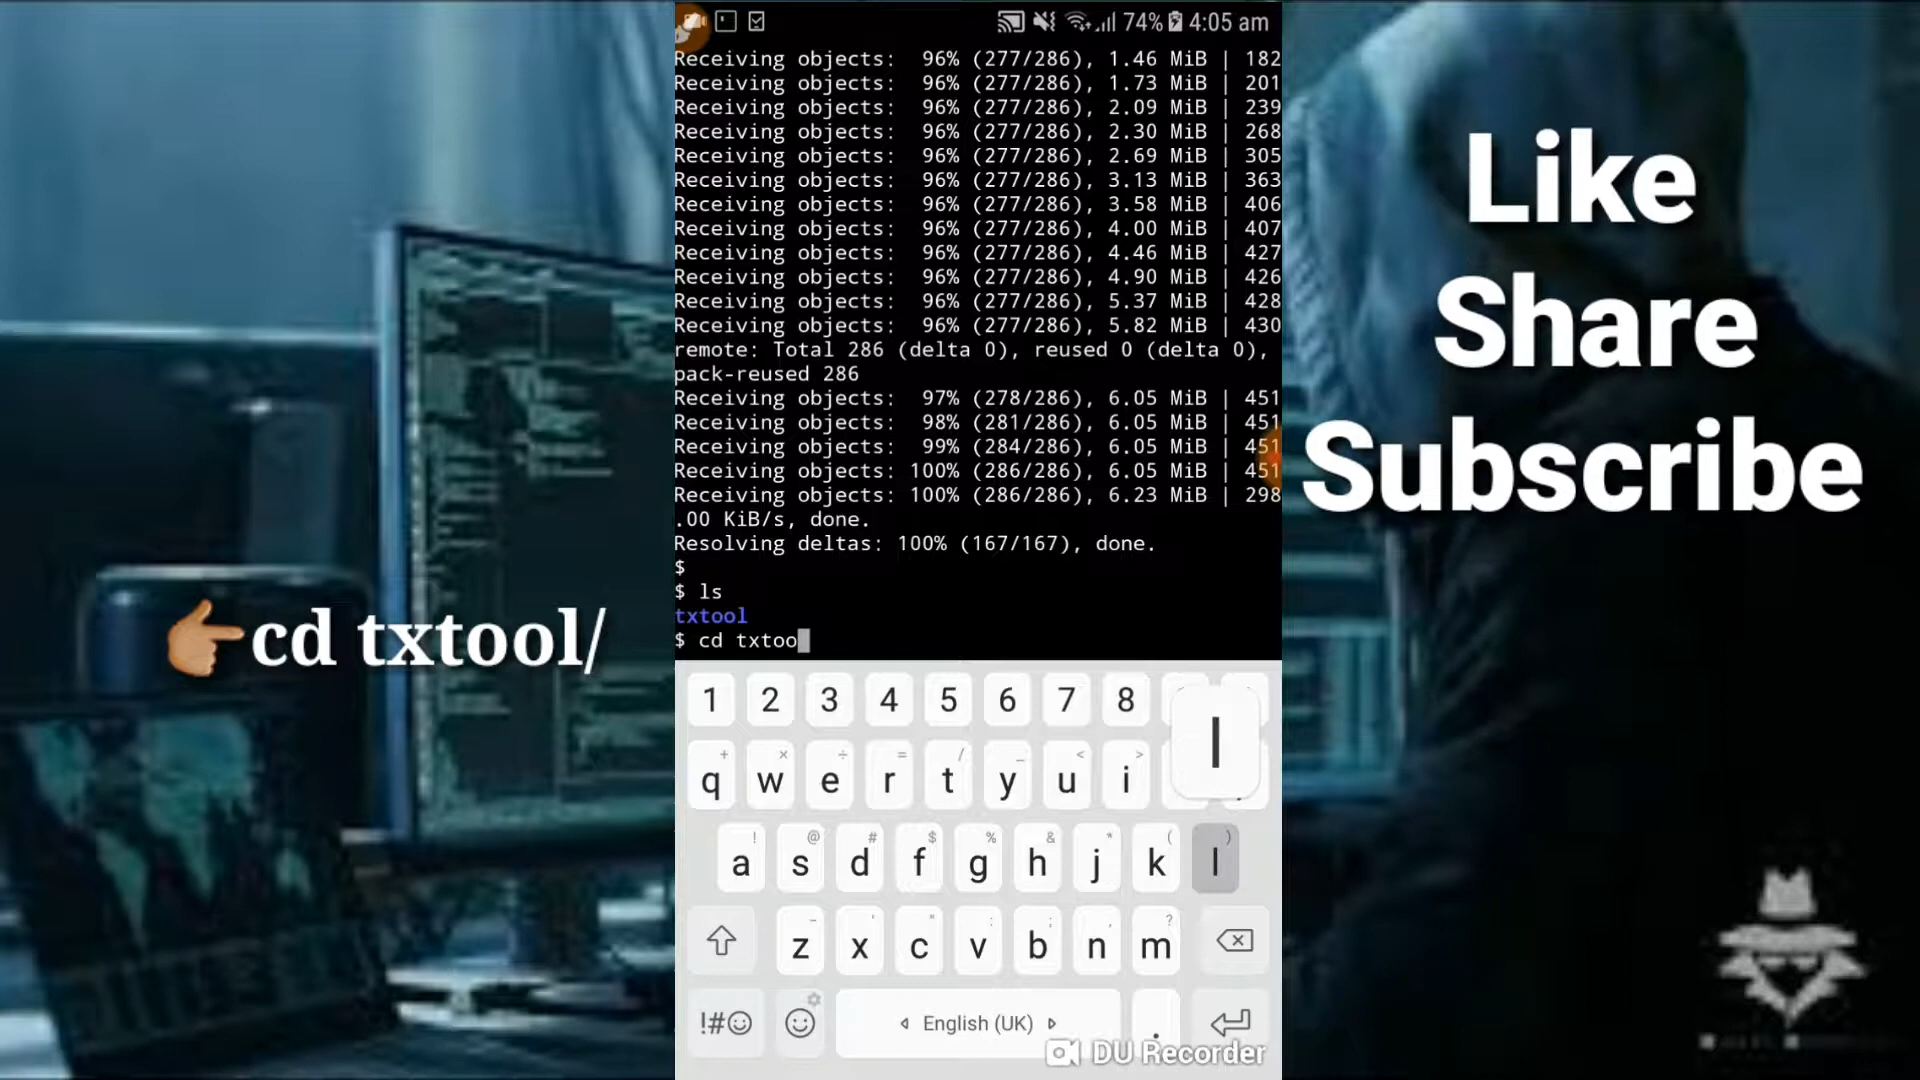 74% 4:05 am
Receiving objects: 96% (277/286), 1.46 MiB | 182
Receiving objects: 96% (277/286), 1.73 MiB | 201
Receiving objects: 96% (277/286), 2.09 MiB | 239
Receiving objects: 96% (277/286), 2.30 MiB | 268
Receiving objects: 96% (277/286), 2.69 MiB | 305
Receiving objects: 96% (277/286), 3.13 MiB | 363
Receiving objects: 96% (277/286), 3.58 MiB | 406
Receiving objects: 96% (277/286), 4.00 MiB | 407
Receiving objects: 96% (277/286), 4.46 MiB | 427
Receiving objects: 96% (277/286), 4.90 MiB | 426
Receiving objects: 96% (277/286), 5.37 MiB | 428
Receiving objects: 96% (277/286), 5.82 MiB | 430
remote: Total 286 (delta 0), reused 0 (delta 0),
pack-reused 286
Receiving objects: 97% (278/286), 6.05 MiB | 451
Receiving objects: 98% (281/286), 6.05 MiB | 451
Receiving objects: 99% (284/286), 6.05 MiB | 451
Receiving objects: 100% (286/286), 6.05 MiB | 451
Receiving objects: 100% (286/286), 6.23 MiB | 298
.00 KiB/s, done.
Resolving deltas: 100% (167/167), done.
$
$ ls
txtool
$ cd txtoo
1 2 3 4 5 6 7 8
l
+ × ÷ = / _ < >
q w e r t y u i
! @ # $ % & * ( )
a s d f g h j k l
- ' " : ; , ?
z x c v b n m
!#☺ English (UK) .
DU Recorder
👉cd txtool/
Like
Share
Subscribe